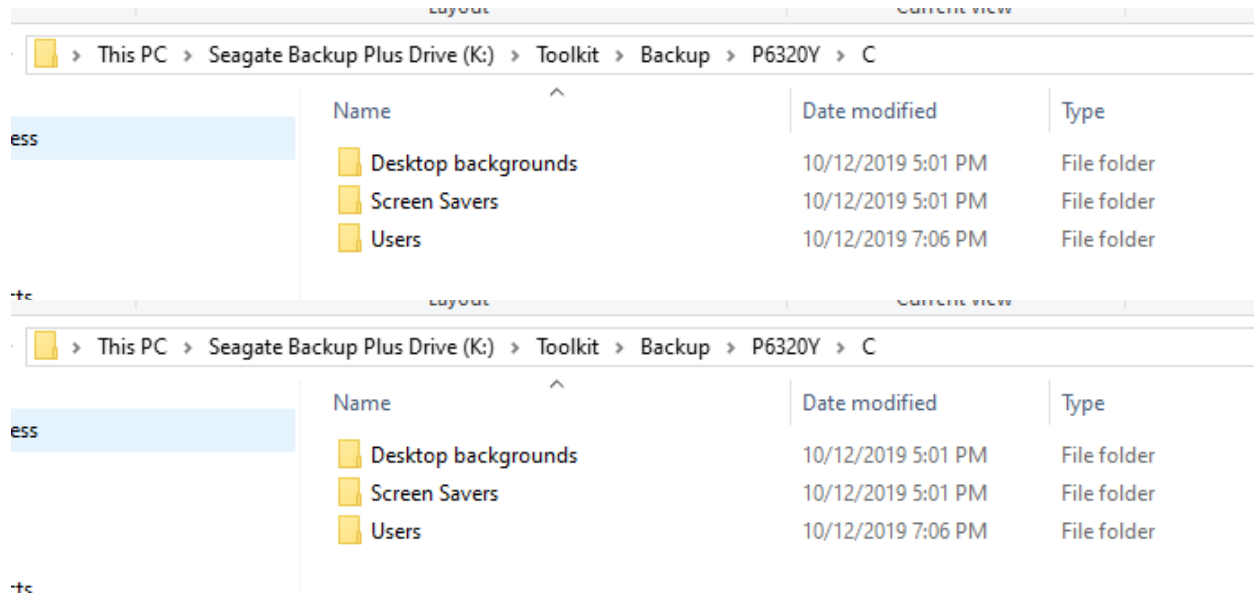 This PC > Seagate Backup Plus Drive (K:) > Toolkit > Backup > P6320Y > C
Name Date modified Type
ess
Desktop backgrounds 10/12/2019 5:01 PM File folder
Screen Savers 10/12/2019 5:01 PM File folder
Users 10/12/2019 7:06 PM File folder
Layout Current view
This PC > Seagate Backup Plus Drive (K:) > Toolkit > Backup > P6320Y > C
Name Date modified Type
ess
Desktop backgrounds 10/12/2019 5:01 PM File folder
Screen Savers 10/12/2019 5:01 PM File folder
Users 10/12/2019 7:06 PM File folder